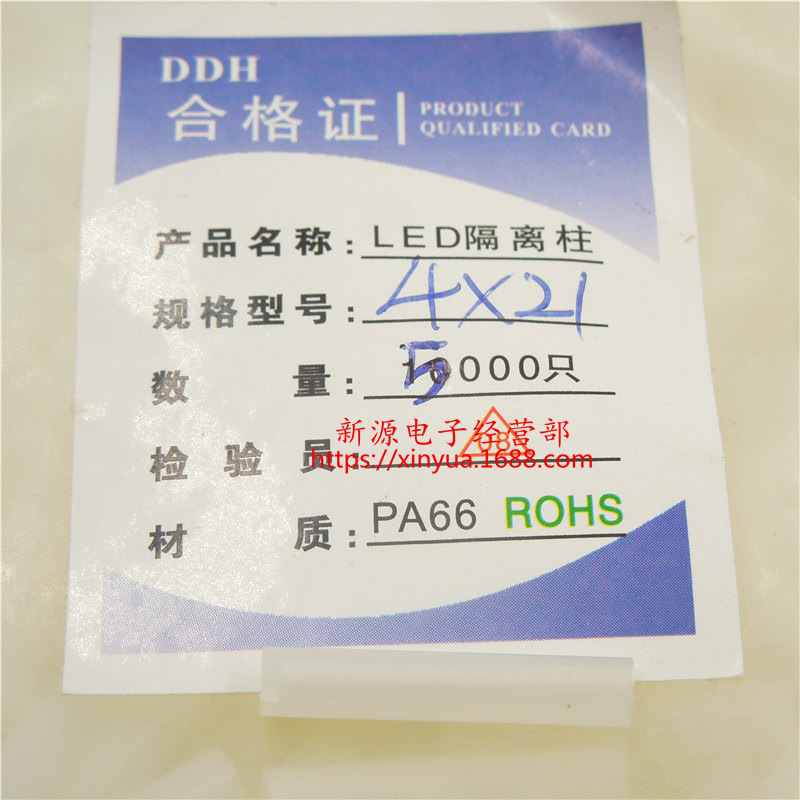 DDH
合格证
PRODUCT
QUALIFIED CARD
产品名称：LED隔离柱
规格型号：4X21
数量：5000只
检验员：08
新源电子经营部
https://xinyua.1688.com
材质：PA66 ROHS